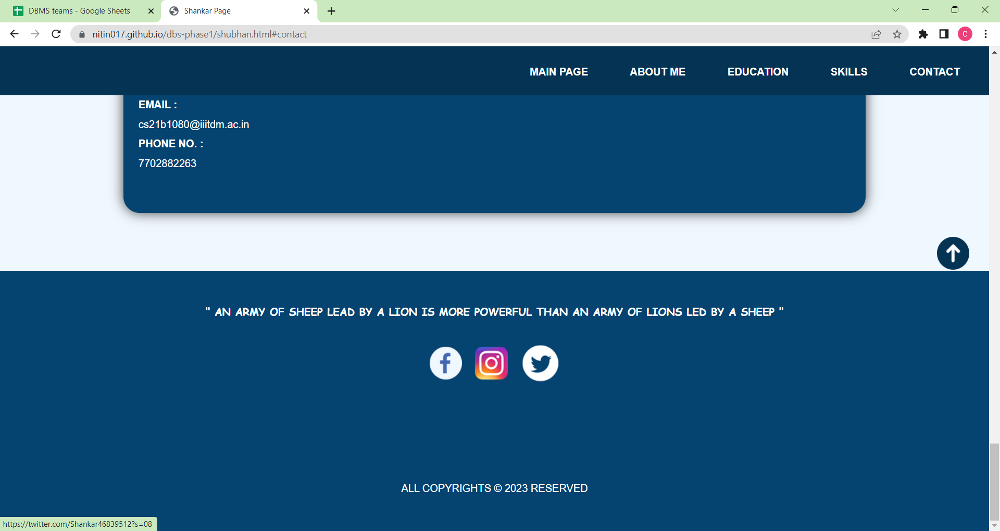 DBMS teams - Google Sheets
Shankar Page
nitin017.github.io/dbs-phase1/shubhan.html#contact
C
MAIN PAGE ABOUT ME EDUCATION SKILLS CONTACT
EMAIL :
cs21b1080@iiitdm.ac.in
PHONE NO. :
7702882263
" AN ARMY OF SHEEP LEAD BY A LION IS MORE POWERFUL THAN AN ARMY OF LIONS LED BY A SHEEP "
ALL COPYRIGHTS © 2023 RESERVED
https://twitter.com/Shankar46839512?s=08